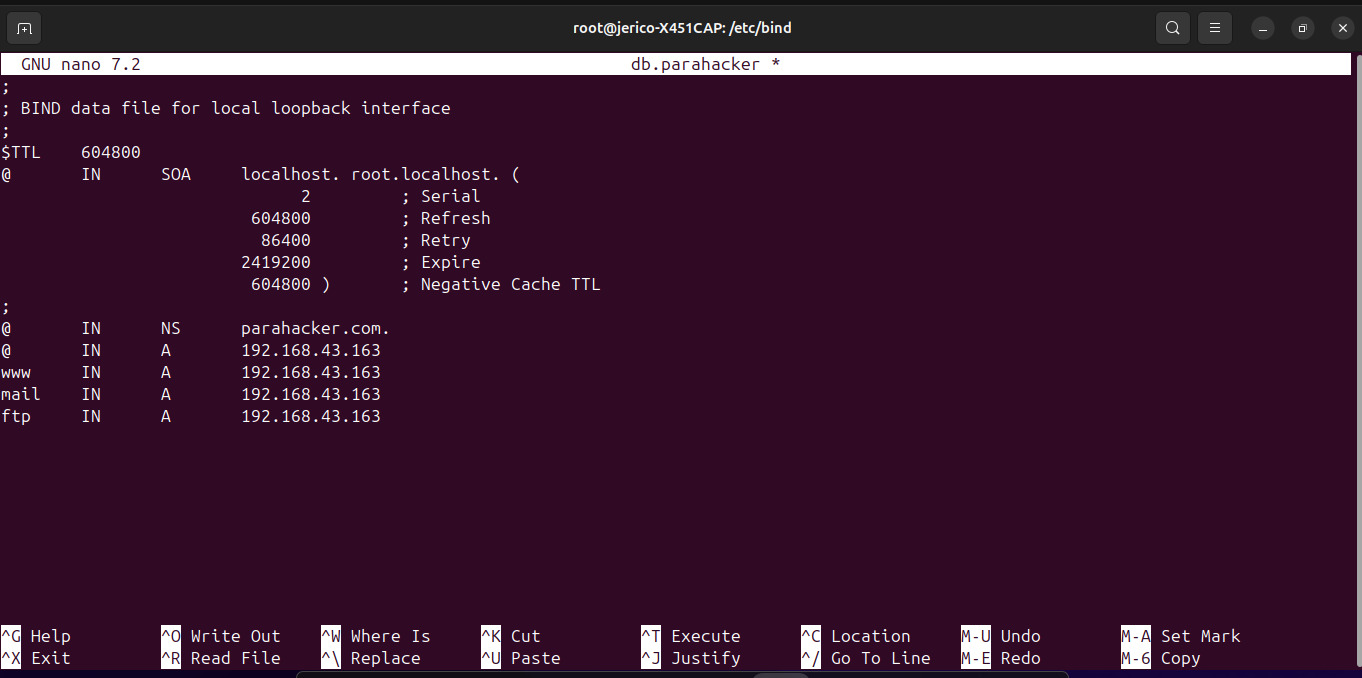 root@jerico-X451CAP: /etc/bind
GNU nano 7.2 db.parahacker *
;
; BIND data file for local loopback interface
;
$TTL 604800
@ IN SOA localhost. root.localhost. (
2 ; Serial
604800 ; Refresh
86400 ; Retry
2419200 ; Expire
604800 ) ; Negative Cache TTL
;
@ IN NS parahacker.com.
@ IN A 192.168.43.163
www IN A 192.168.43.163
mail IN A 192.168.43.163
ftp IN A 192.168.43.163
^G Help ^O Write Out ^W Where Is ^K Cut ^T Execute ^C Location M-U Undo M-A Set Mark
^X Exit ^R Read File ^\ Replace ^U Paste ^J Justify ^/ Go To Line M-E Redo M-6 Copy